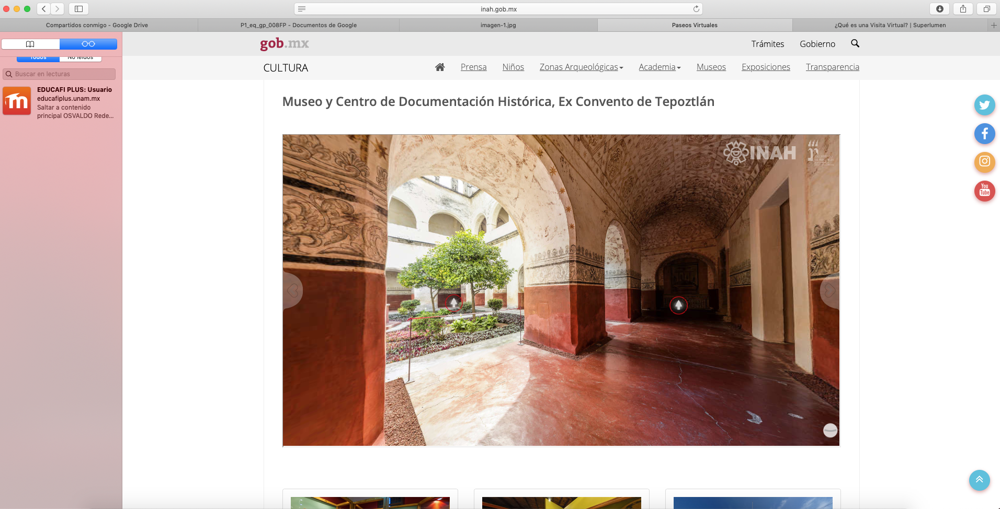 inah.gob.mx
Compartidos conmigo - Google Drive
P1_eq_gp_008FP - Documentos de Google
imagen-1.jpg
Paseos Virtuales
¿Qué es una Visita Virtual? | Superlumen
Todos
No leídos
Buscar en lecturas
EDUCAFI PLUS: Usuario
educafiplus.unam.mx
Saltar a contenido
principal OSVALDO Rede...
gob.mx
Trámites
Gobierno
CULTURA
Prensa
Niños
Zonas Arqueológicas
Academia
Museos
Exposiciones
Transparencia
Museo y Centro de Documentación Histórica, Ex Convento de Tepoztlán
INAH
You
Tube